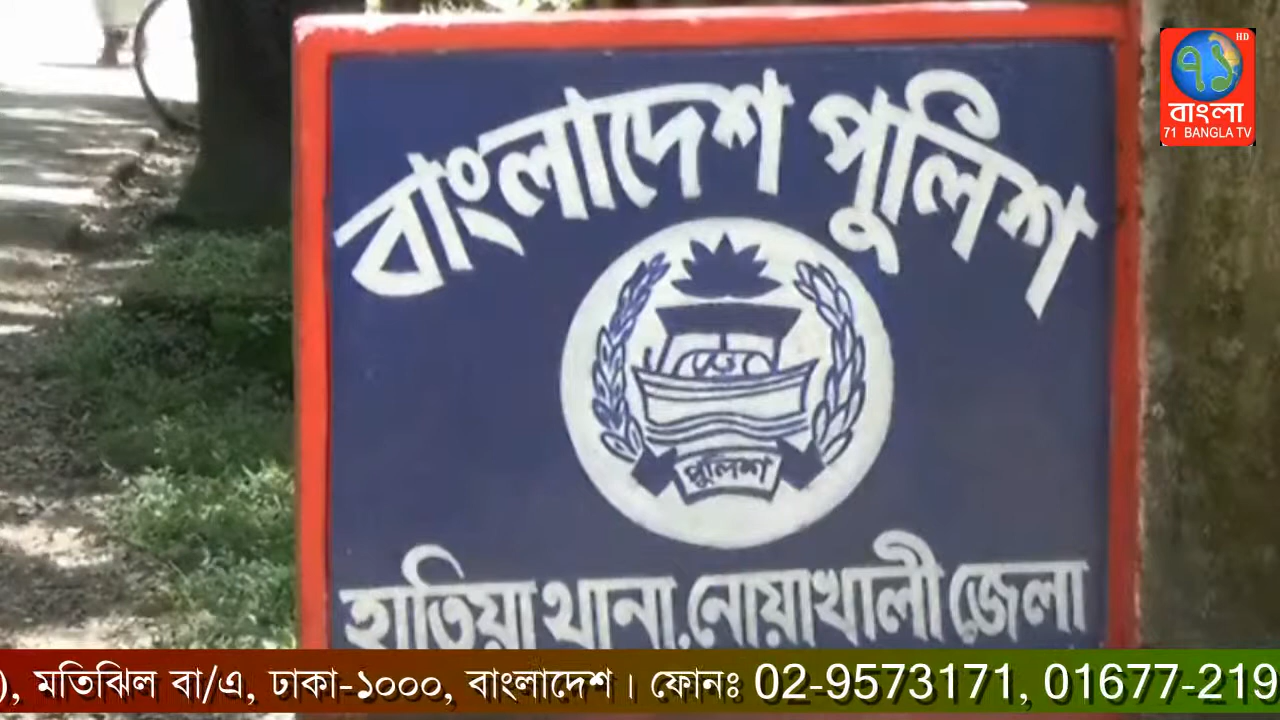 বাংলাদেশ পুলিশ
পুলিশ
হাতিয়া থানা, নোয়াখালী জেলা
৭১ HD
বাংলা
71 BANGLA TV
), মতিঝিল বা/এ, ঢাকা-১০০০, বাংলাদেশ। ফোনঃ 02-9573171, 01677-219